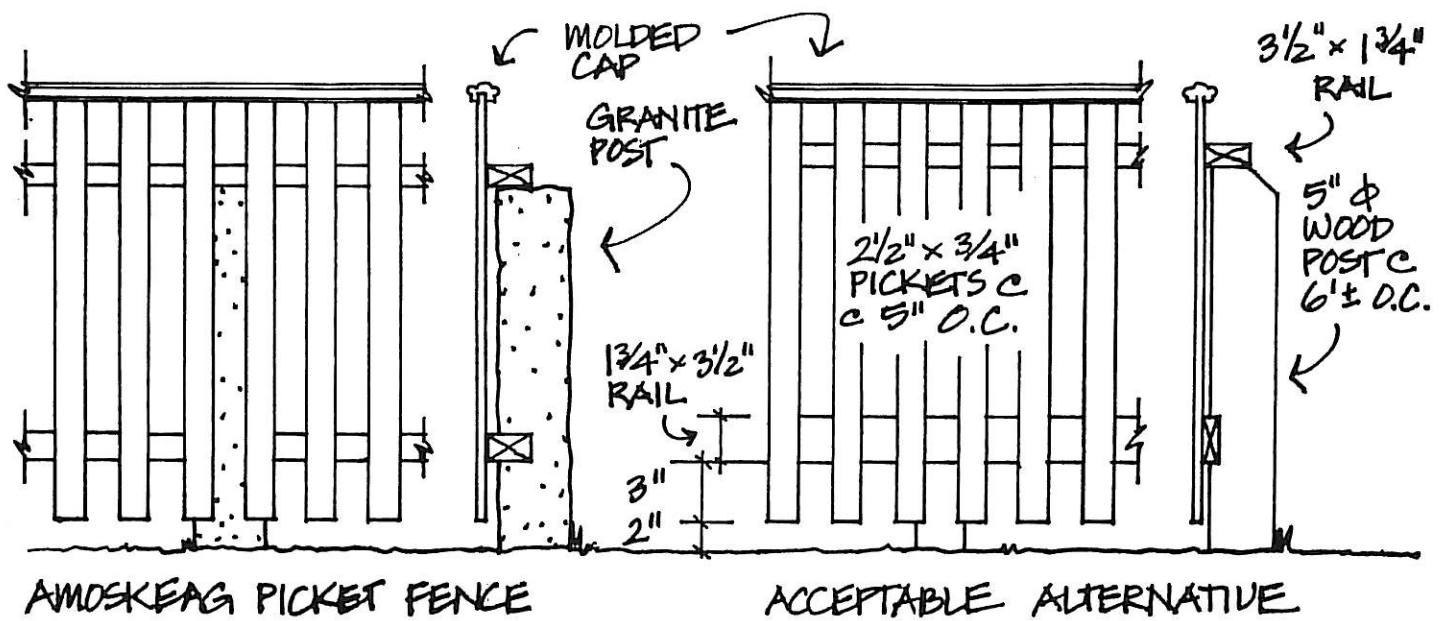 MOLDED
CAP
GRANITE
POST
3½" x 1¾"
RAIL
5" ϕ
WOOD
POST C
6'± O.C.
2½" x ¾"
PICKETS C
C 5" O.C.
1¾" x 3½"
RAIL
3"
2"
AMOSKEAG PICKET FENCE
ACCEPTABLE ALTERNATIVE